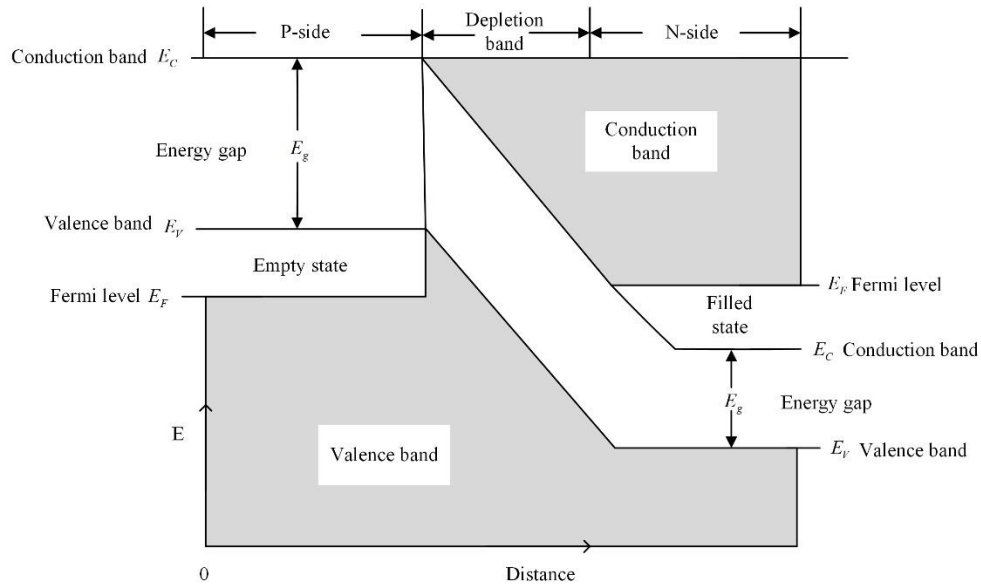 P-side
Depletion
band
N-side
Conduction band E_C
Conduction
band
Energy gap
E_g
Valence band E_V
Empty state
Fermi level E_F
E_F Fermi level
Filled
state
E_C Conduction band
E_g
Energy gap
E
Valence band
E_V Valence band
0
Distance